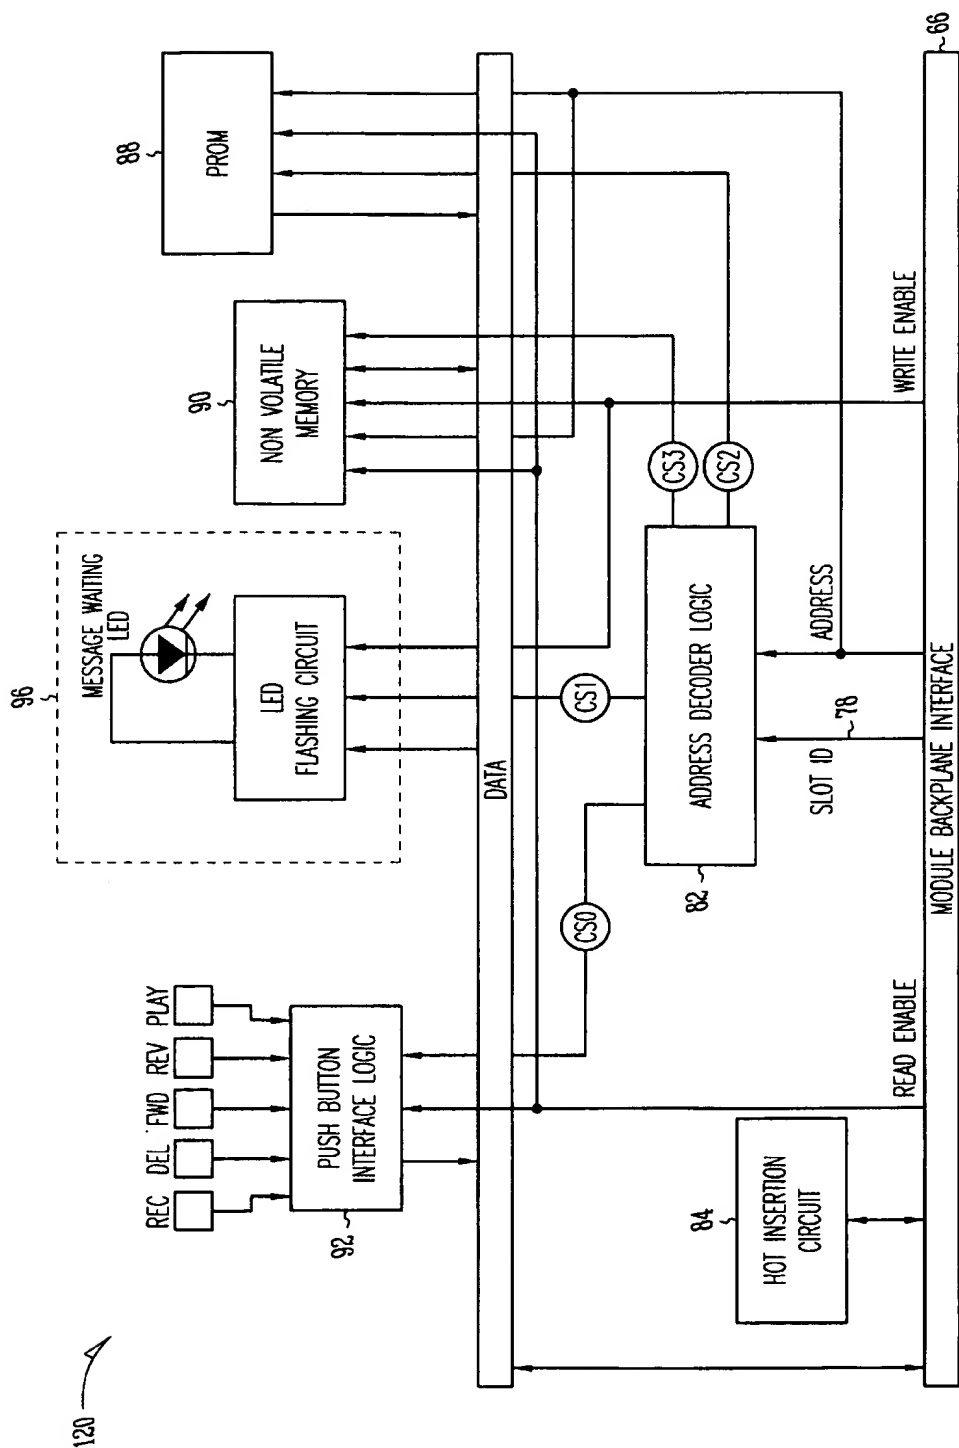 120
REC
DEL
FWD
REV
PLAY
PUSH BUTTON
INTERFACE LOGIC
92
96
MESSAGE WAITING
LED
LED
FLASHING CIRCUIT
90
NON VOLATILE
MEMORY
88
PROM
DATA
CS0
CS1
CS3
CS2
ADDRESS DECODER LOGIC
82
84
HOT INSERTION
CIRCUIT
READ ENABLE
SLOT ID
78
ADDRESS
WRITE ENABLE
MODULE BACKPLANE INTERFACE
66